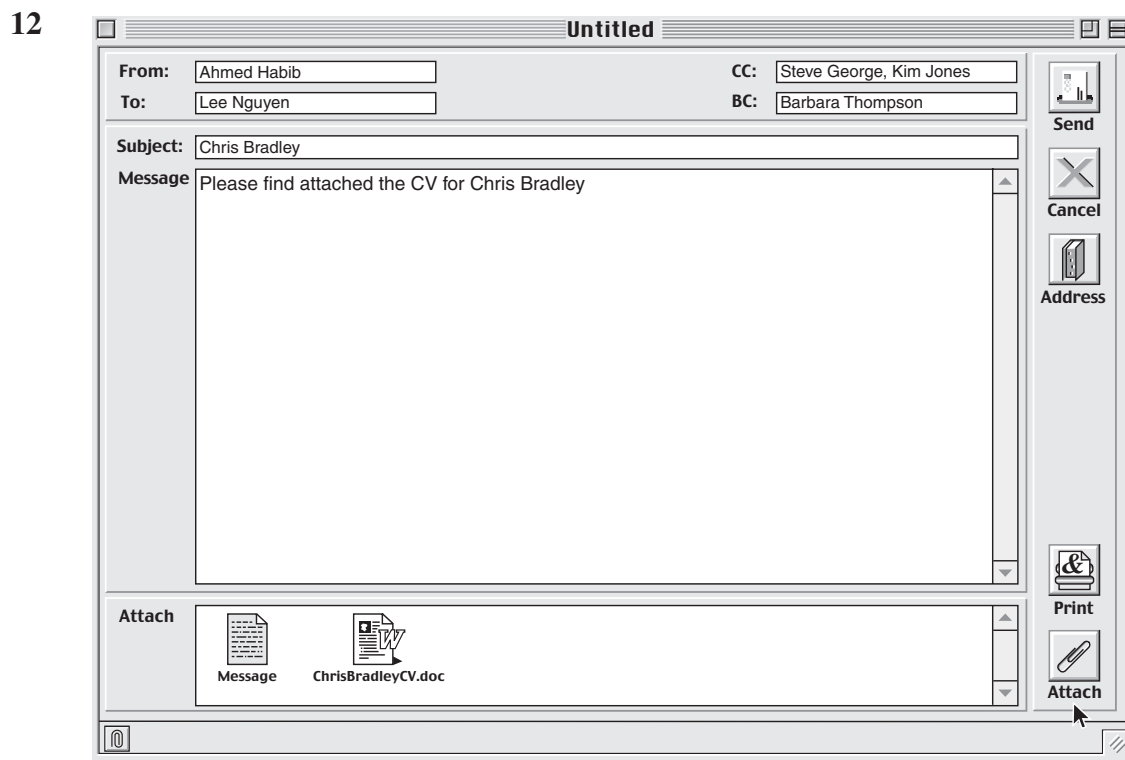 12
Untitled
From: Ahmed Habib
CC: Steve George, Kim Jones
To: Lee Nguyen
BC: Barbara Thompson
Send
Subject: Chris Bradley
Message Please find attached the CV for Chris Bradley
Cancel
Address
Print
Attach
Message
ChrisBradleyCV.doc
Attach